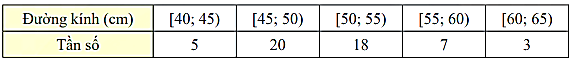 Đường kính (cm) [40; 45) [45; 50) [50; 55) [55; 60) [60; 65)
Tần số 5 20 18 7 3